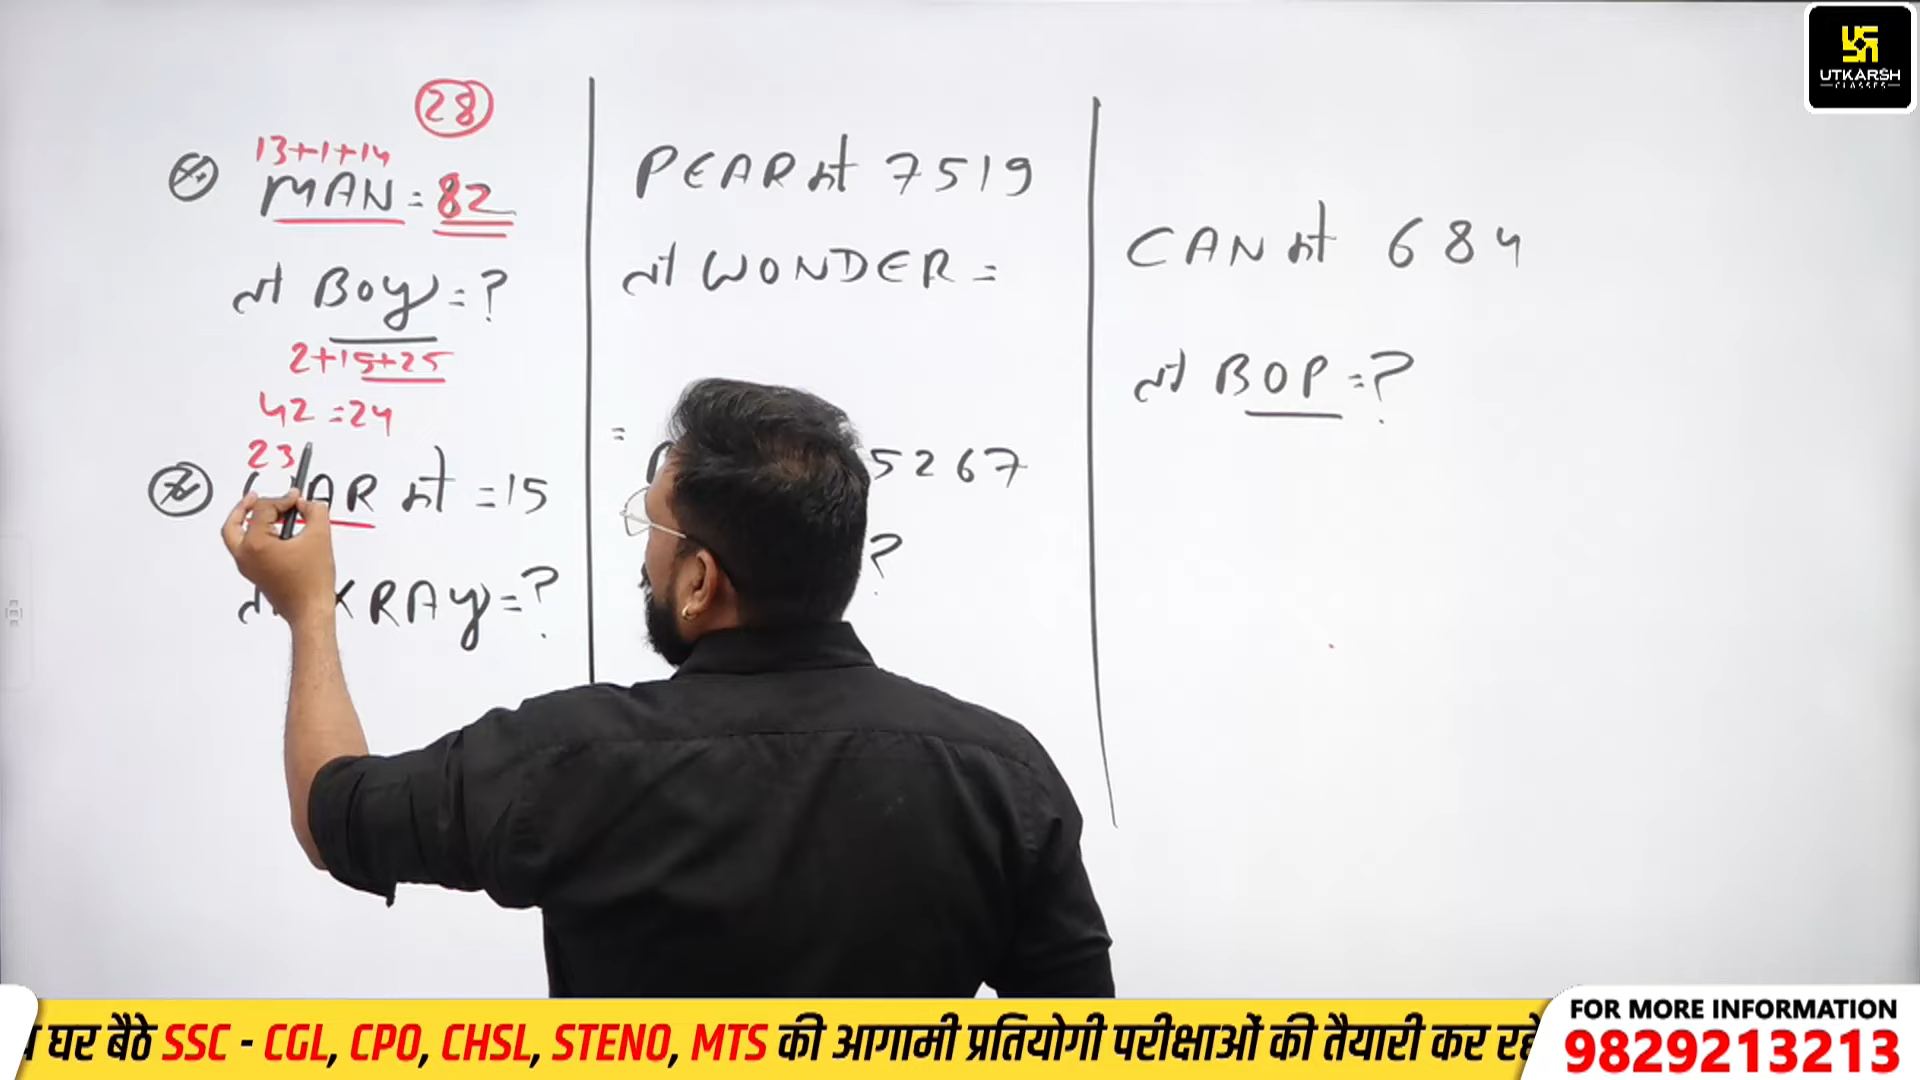 28
13+1+14
MAN = 82
तो BOY = ?
2+15+25
42 = 24
23
AR को = 15
XRAY = ?
PEAR को 7519
तो WONDER =
=
5267
?
CAN को 684
तो BOP = ?
UTKARSH
CLASSES
घर बैठे SSC - CGL, CPO, CHSL, STENO, MTS की आगामी प्रतियोगी परीक्षाओं की तैयारी कर रहे
FOR MORE INFORMATION
9829213213